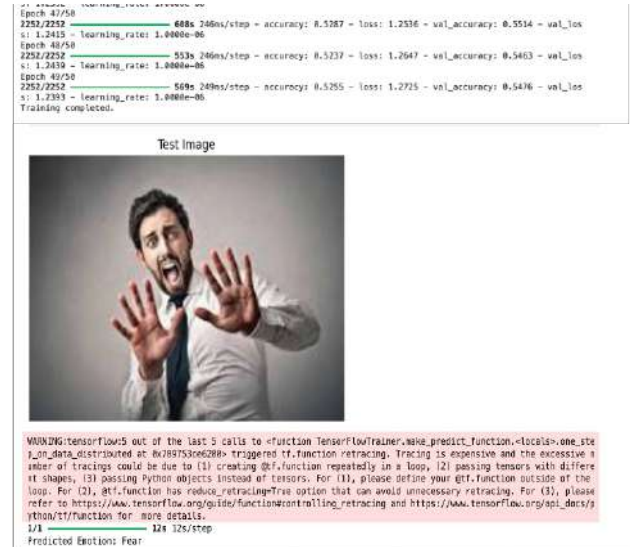 Epoch 47/50
2252/2252 608s 246ms/step - accuracy: 0.5287 - loss: 1.2536 - val_accuracy: 0.5514 - val_los
s: 1.2415 - learning_rate: 1.0000e-06
Epoch 48/50
2252/2252 553s 246ms/step - accuracy: 0.5237 - loss: 1.2647 - val_accuracy: 0.5463 - val_los
s: 1.2439 - learning_rate: 1.0000e-06
Epoch 49/50
2252/2252 569s 249ms/step - accuracy: 0.5255 - loss: 1.2725 - val_accuracy: 0.5476 - val_los
s: 1.2393 - learning_rate: 1.0000e-06
Training completed.
Test Image
WARNING:tensorflow:5 out of the last 5 calls to <function TensorFlowTrainer.make_predict_function.<locals>.one_ste
p_on_data_distributed at 0x789753ce6280> triggered tf.function retracing. Tracing is expensive and the excessive n
umber of tracings could be due to (1) creating @tf.function repeatedly in a loop, (2) passing tensors with differe
nt shapes, (3) passing Python objects instead of tensors. For (1), please define your @tf.function outside of the
loop. For (2), @tf.function has reduce_retracing=True option that can avoid unnecessary retracing. For (3), please
refer to https://www.tensorflow.org/guide/function#controlling_retracing and https://www.tensorflow.org/api_docs/p
ython/tf/function for more details.
1/1 12s 12s/step
Predicted Emotion: Fear